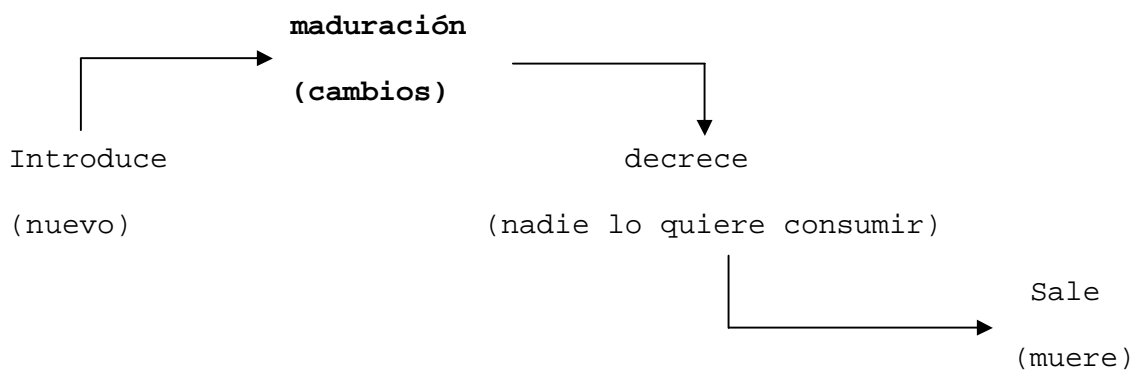 maduración
(cambios)
Introduce
(nuevo)
decrece
(nadie lo quiere consumir)
Sale
(muere)